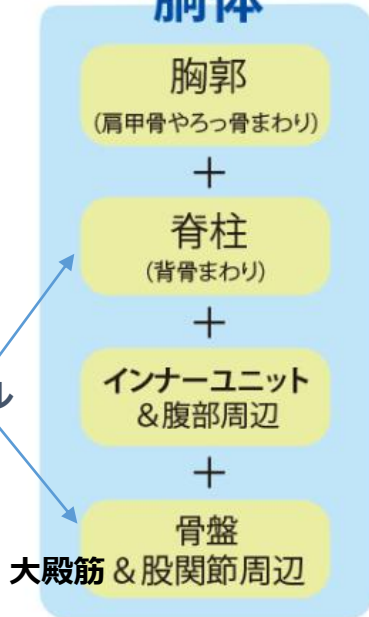 胴体
胸郭
(肩甲骨やろっ骨まわり)
+
脊柱
(背骨まわり)
+
ル
インナーユニット
&腹部周辺
+
骨盤
大殿筋&股関節周辺